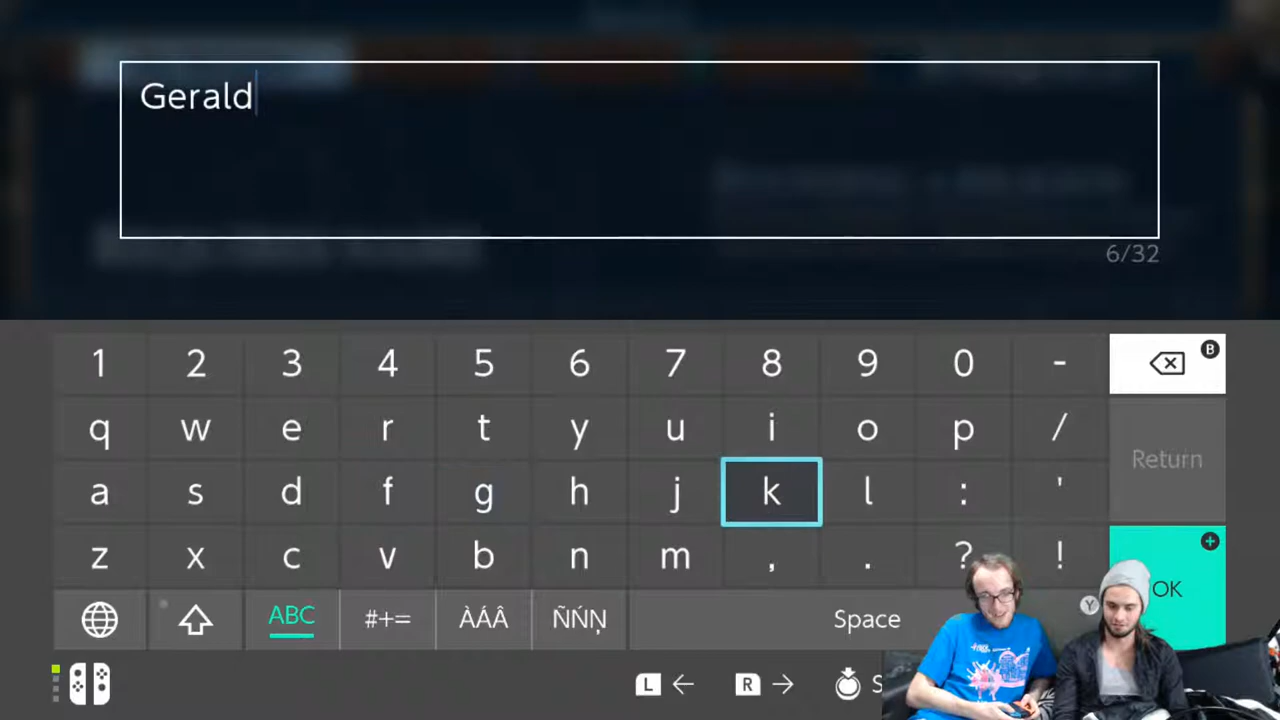 Gerald
6/32
1 2 3 4 5 6 7 8 9 0 - B
q w e r t y u i o p /
Return
a s d f g h j k l : '
z x c v b n m , . ? ! +
OK
ABC #+= ÀÁÂ ÑŃŅ Space Y
L ← R → S